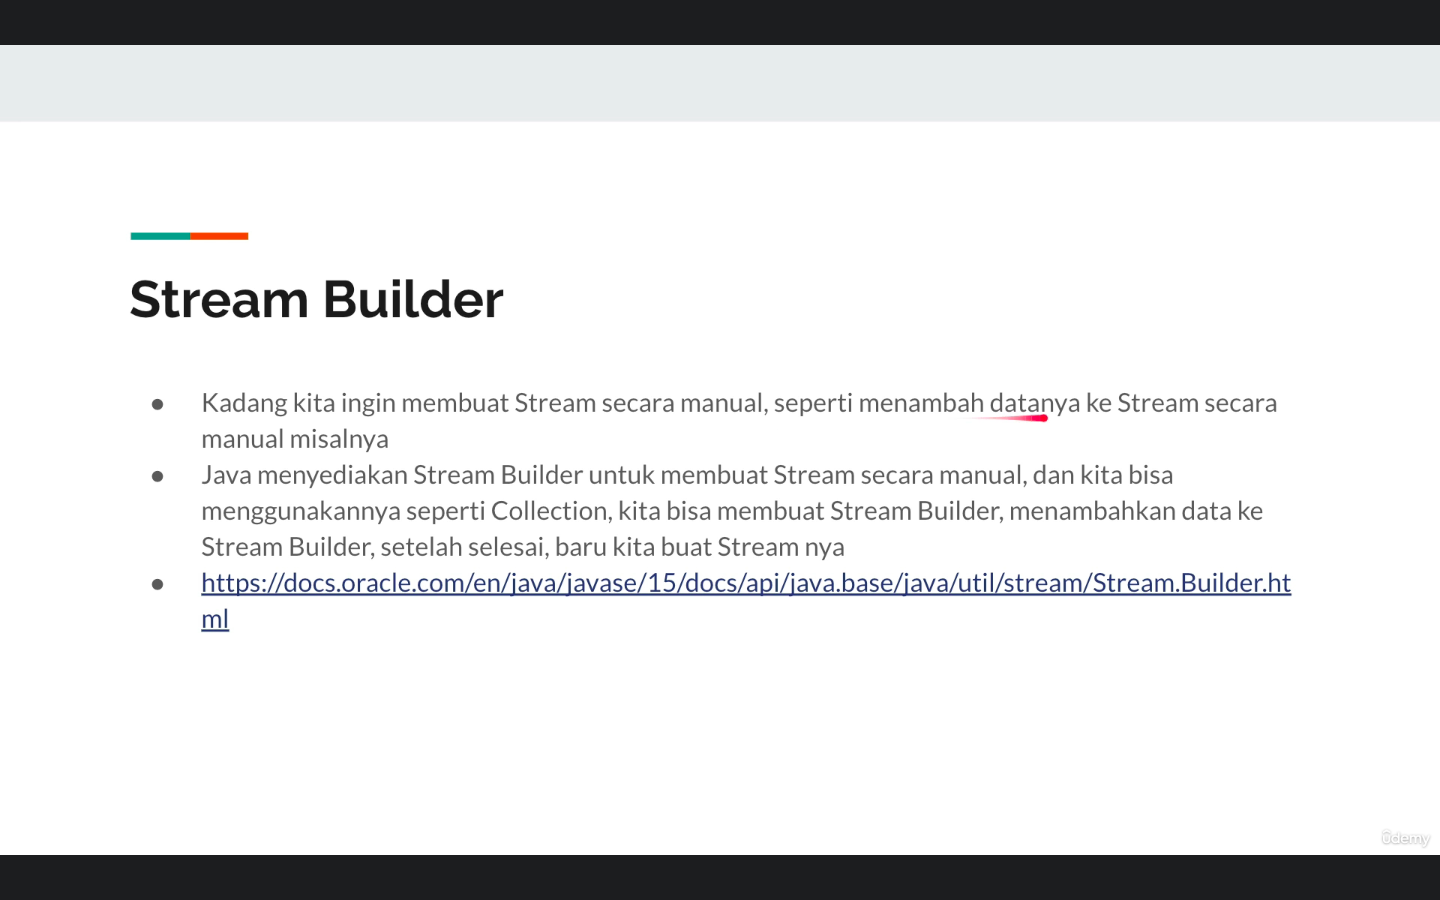 Stream Builder
● Kadang kita ingin membuat Stream secara manual, seperti menambah datanya ke Stream secara
manual misalnya
● Java menyediakan Stream Builder untuk membuat Stream secara manual, dan kita bisa
menggunakannya seperti Collection, kita bisa membuat Stream Builder, menambahkan data ke
Stream Builder, setelah selesai, baru kita buat Stream nya
● https://docs.oracle.com/en/java/javase/15/docs/api/java.base/java/util/stream/Stream.Builder.ht
ml
ûdemy